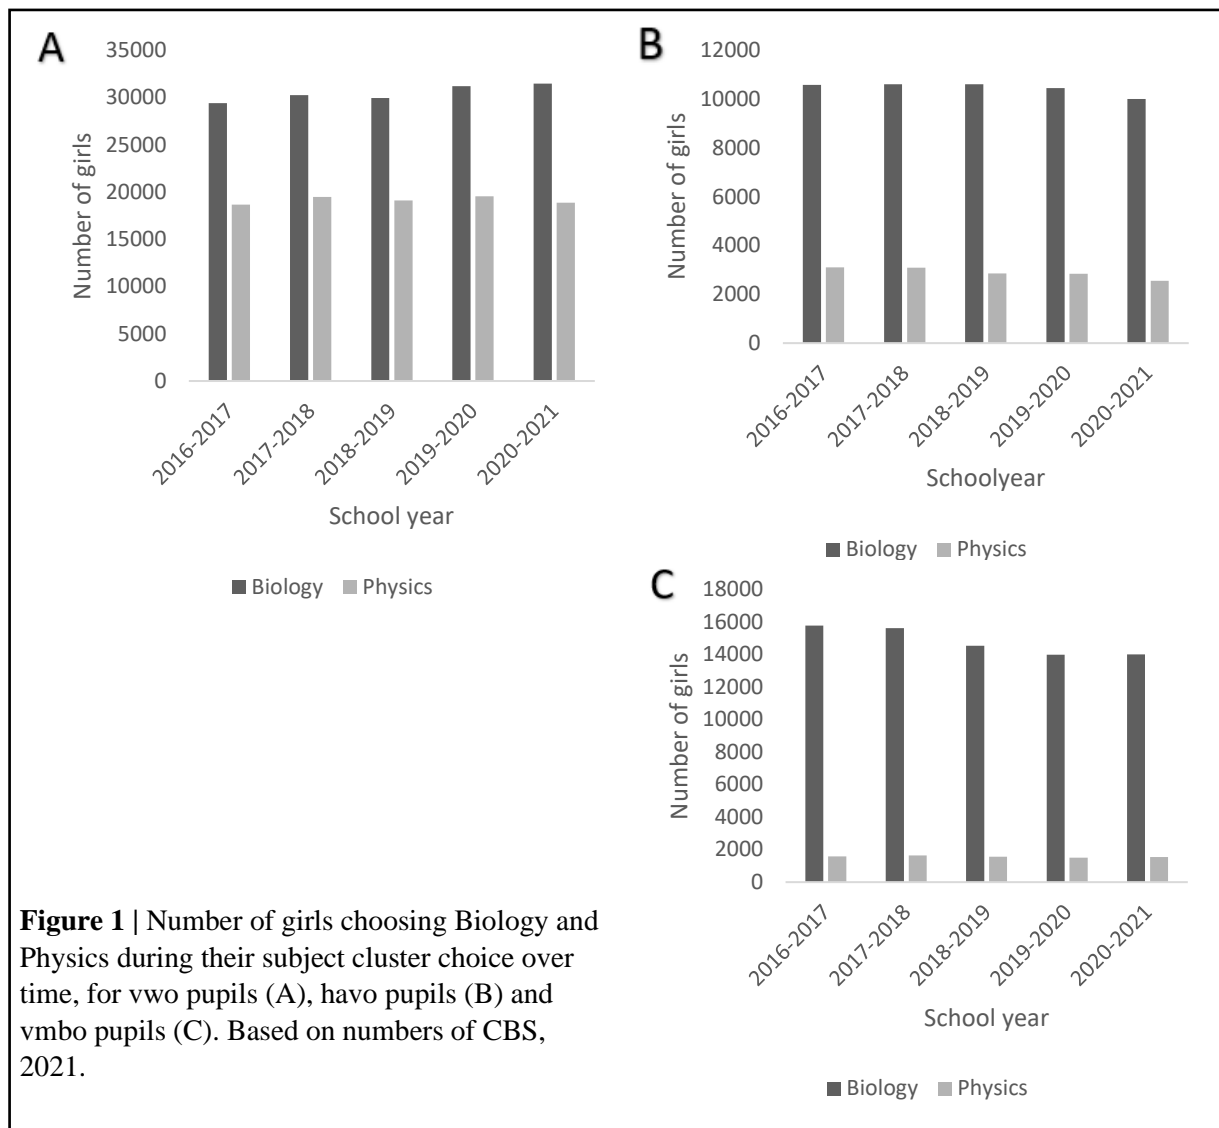 A
35000
30000
25000
20000
15000
10000
5000
0
Number of girls
2016-2017
2017-2018
2018-2019
2019-2020
2020-2021
School year
Biology Physics
B
12000
10000
8000
6000
4000
2000
0
Number of girls
2016-2017
2017-2018
2018-2019
2019-2020
2020-2021
Schoolyear
Biology Physics
C
18000
16000
14000
12000
10000
8000
6000
4000
2000
0
Number of girls
2016-2017
2017-2018
2018-2019
2019-2020
2020-2021
School year
Biology Physics
Figure 1 | Number of girls choosing Biology and
Physics during their subject cluster choice over
time, for vwo pupils (A), havo pupils (B) and
vmbo pupils (C). Based on numbers of CBS,
2021.